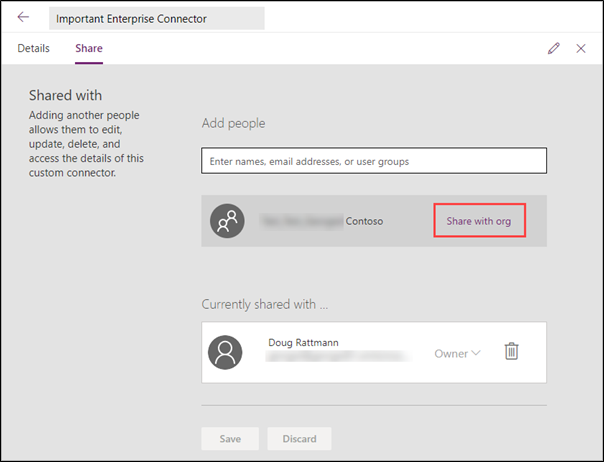 Important Enterprise Connector
Details
Share
Shared with
Adding another people
allows them to edit,
update, delete, and
access the details of this
custom connector.
Add people
Enter names, email addresses, or user groups
Contoso
Share with org
Currently shared with ...
Doug Rattmann
Owner
Save
Discard